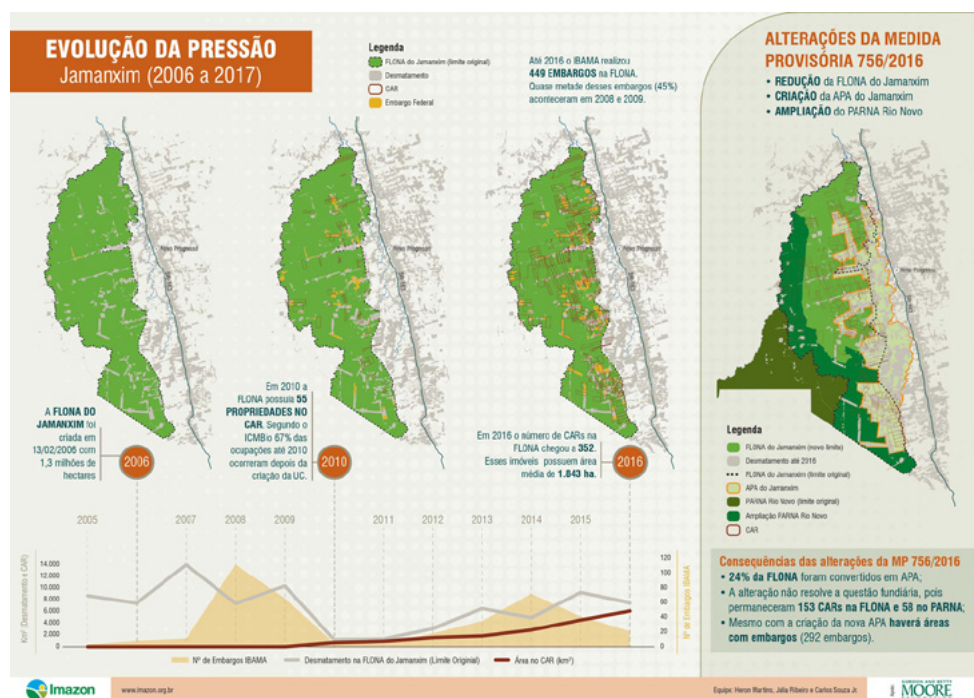 EVOLUÇÃO DA PRESSÃO
Jamanxim (2006 a 2017)
Legenda
FLONA do Jamanxim (limite original)
Desmatamento
CAR
Embargo Federal
Até 2016 o IBAMA realizou
449 EMBARGOS na FLONA.
Quase metade desses embargos (45%)
aconteceram em 2008 e 2009.
Novo Progresso
Novo Progresso
Novo Progresso
A FLONA DO
JAMANXIM foi
criada em
13/02/2006 com
1,3 milhões de
hectares
2006
Em 2010 a
FLONA possuía 55
PROPRIEDADES NO
CAR. Segundo o
ICMBio 67% das
ocupações até 2010
ocorreram depois da
criação da UC.
2010
Em 2016 o número de CARs na
FLONA chegou a 352.
Esses imóveis possuem área
média de 1.843 ha.
2016
2005 2007 2008 2009 2011 2012 2013 2014 2015
Km² (Desmatamento e CAR)
14.000
12.000
10.000
8.000
6.000
4.000
2.000
0
120
100
80
60
40
20
0
Nº de Embargos IBAMA
Nº de Embargos IBAMA
Desmatamento na FLONA do Jamanxim (Limite Original)
Área no CAR (km²)
ALTERAÇÕES DA MEDIDA
PROVISÓRIA 756/2016
• REDUÇÃO da FLONA do Jamanxim
• CRIAÇÃO da APA do Jamanxim
• AMPLIAÇÃO do PARNA Rio Novo
Novo Progresso
Legenda
FLONA do Jamanxim (novo limite)
Desmatamento até 2016
FLONA do Jamanxim (limite original)
APA do Jamanxim
PARNA Rio Novo (limite original)
Ampliação PARNA Rio Novo
CAR
Consequências das alterações da MP 756/2016
• 24% da FLONA foram convertidos em APA;
• A alteração não resolve a questão fundiária, pois
permaneceram 153 CARs na FLONA e 58 no PARNA;
• Mesmo com a criação da nova APA haverá áreas
com embargos (292 embargos).
Imazon
www.imazon.org.br
Equipe: Heron Martins, Júlia Ribeiro e Carlos Souza Jr.
GORDON AND BETTY
MOORE